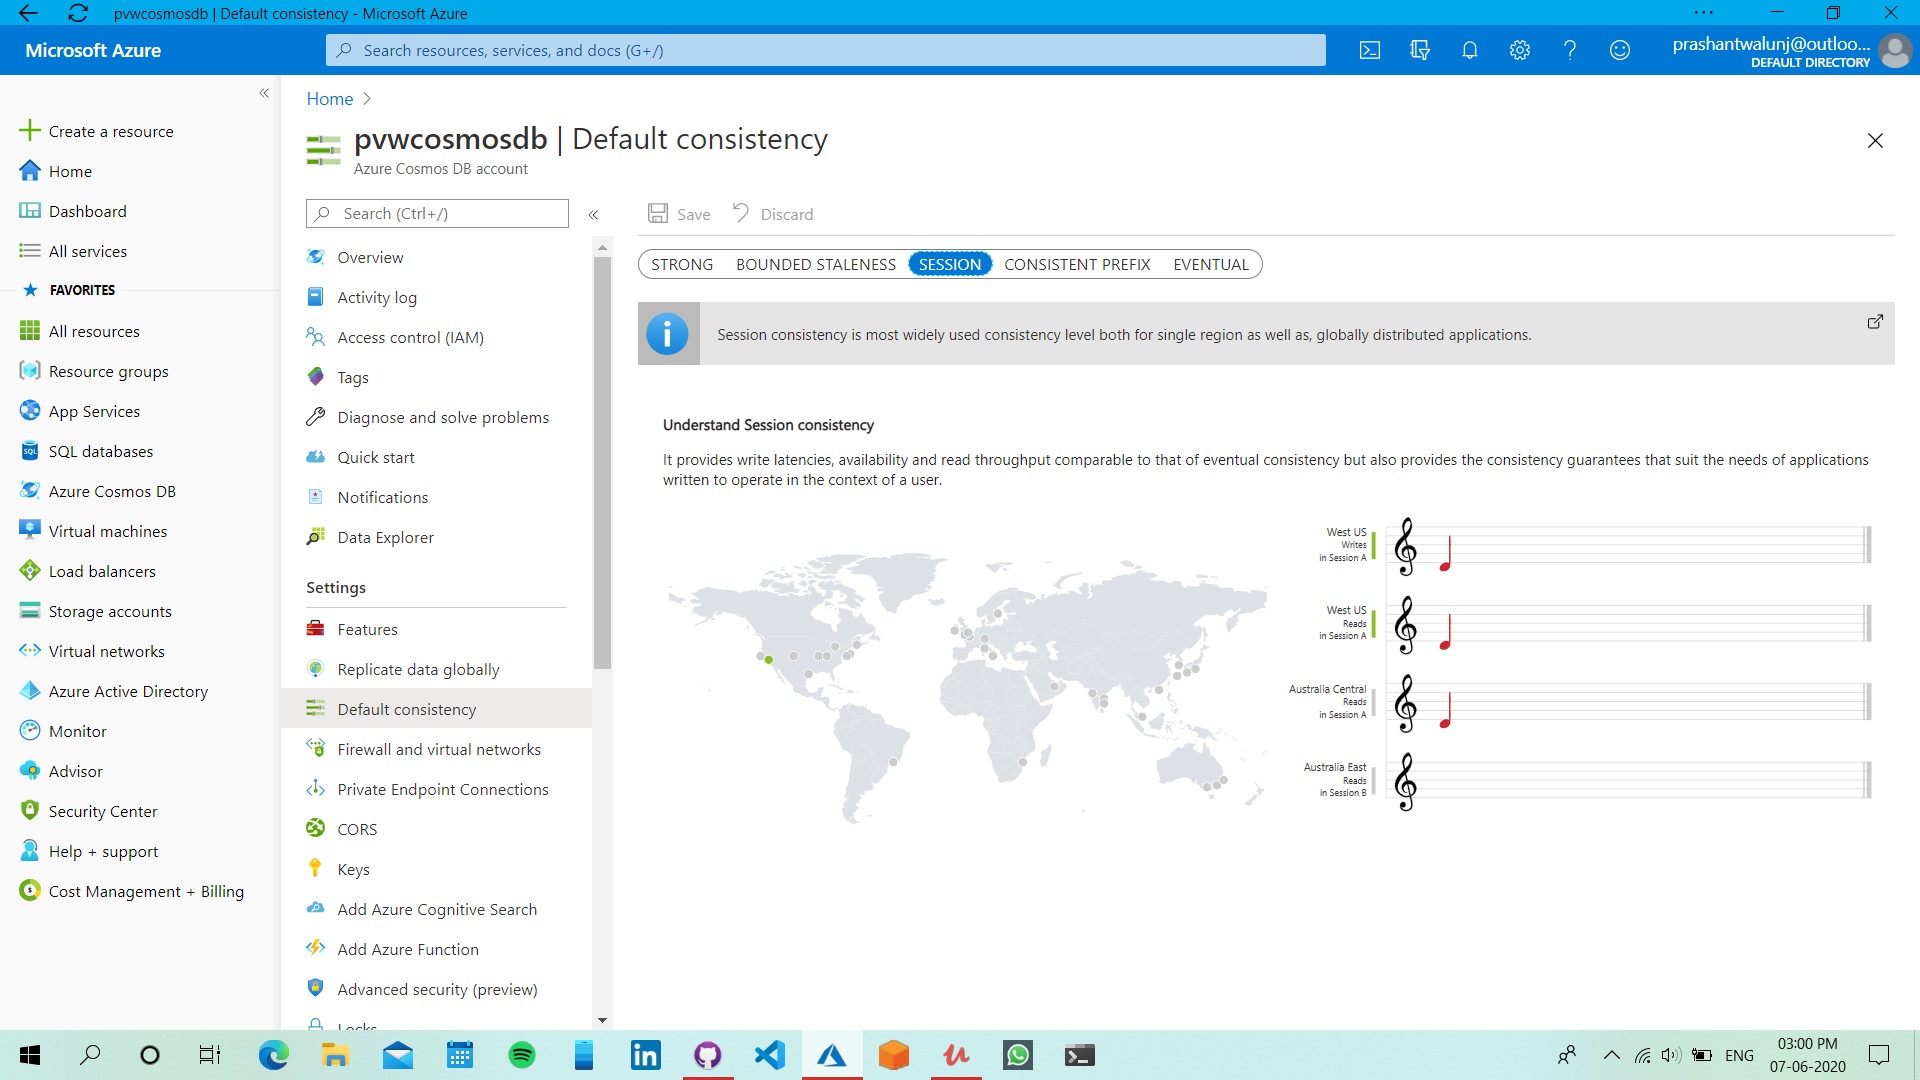 pvwcosmosdb | Default consistency - Microsoft Azure
Microsoft Azure
Search resources, services, and docs (G+/)
prashantwalunj@outloo...
DEFAULT DIRECTORY
Create a resource
Home
Dashboard
All services
FAVORITES
All resources
Resource groups
App Services
SQL databases
Azure Cosmos DB
Virtual machines
Load balancers
Storage accounts
Virtual networks
Azure Active Directory
Monitor
Advisor
Security Center
Help + support
Cost Management + Billing
Home
pvwcosmosdb | Default consistency
Azure Cosmos DB account
Search (Ctrl+/)
Overview
Activity log
Access control (IAM)
Tags
Diagnose and solve problems
Quick start
Notifications
Data Explorer
Settings
Features
Replicate data globally
Default consistency
Firewall and virtual networks
Private Endpoint Connections
CORS
Keys
Add Azure Cognitive Search
Add Azure Function
Advanced security (preview)
Locks
Save Discard
STRONG BOUNDED STALENESS SESSION CONSISTENT PREFIX EVENTUAL
Session consistency is most widely used consistency level both for single region as well as, globally distributed applications.
Understand Session consistency
It provides write latencies, availability and read throughput comparable to that of eventual consistency but also provides the consistency guarantees that suit the needs of applications
written to operate in the context of a user.
West US
Writes
in Session A
West US
Reads
in Session A
Australia Central
Reads
in Session A
Australia East
Reads
in Session B
ENG
03:00 PM
07-06-2020